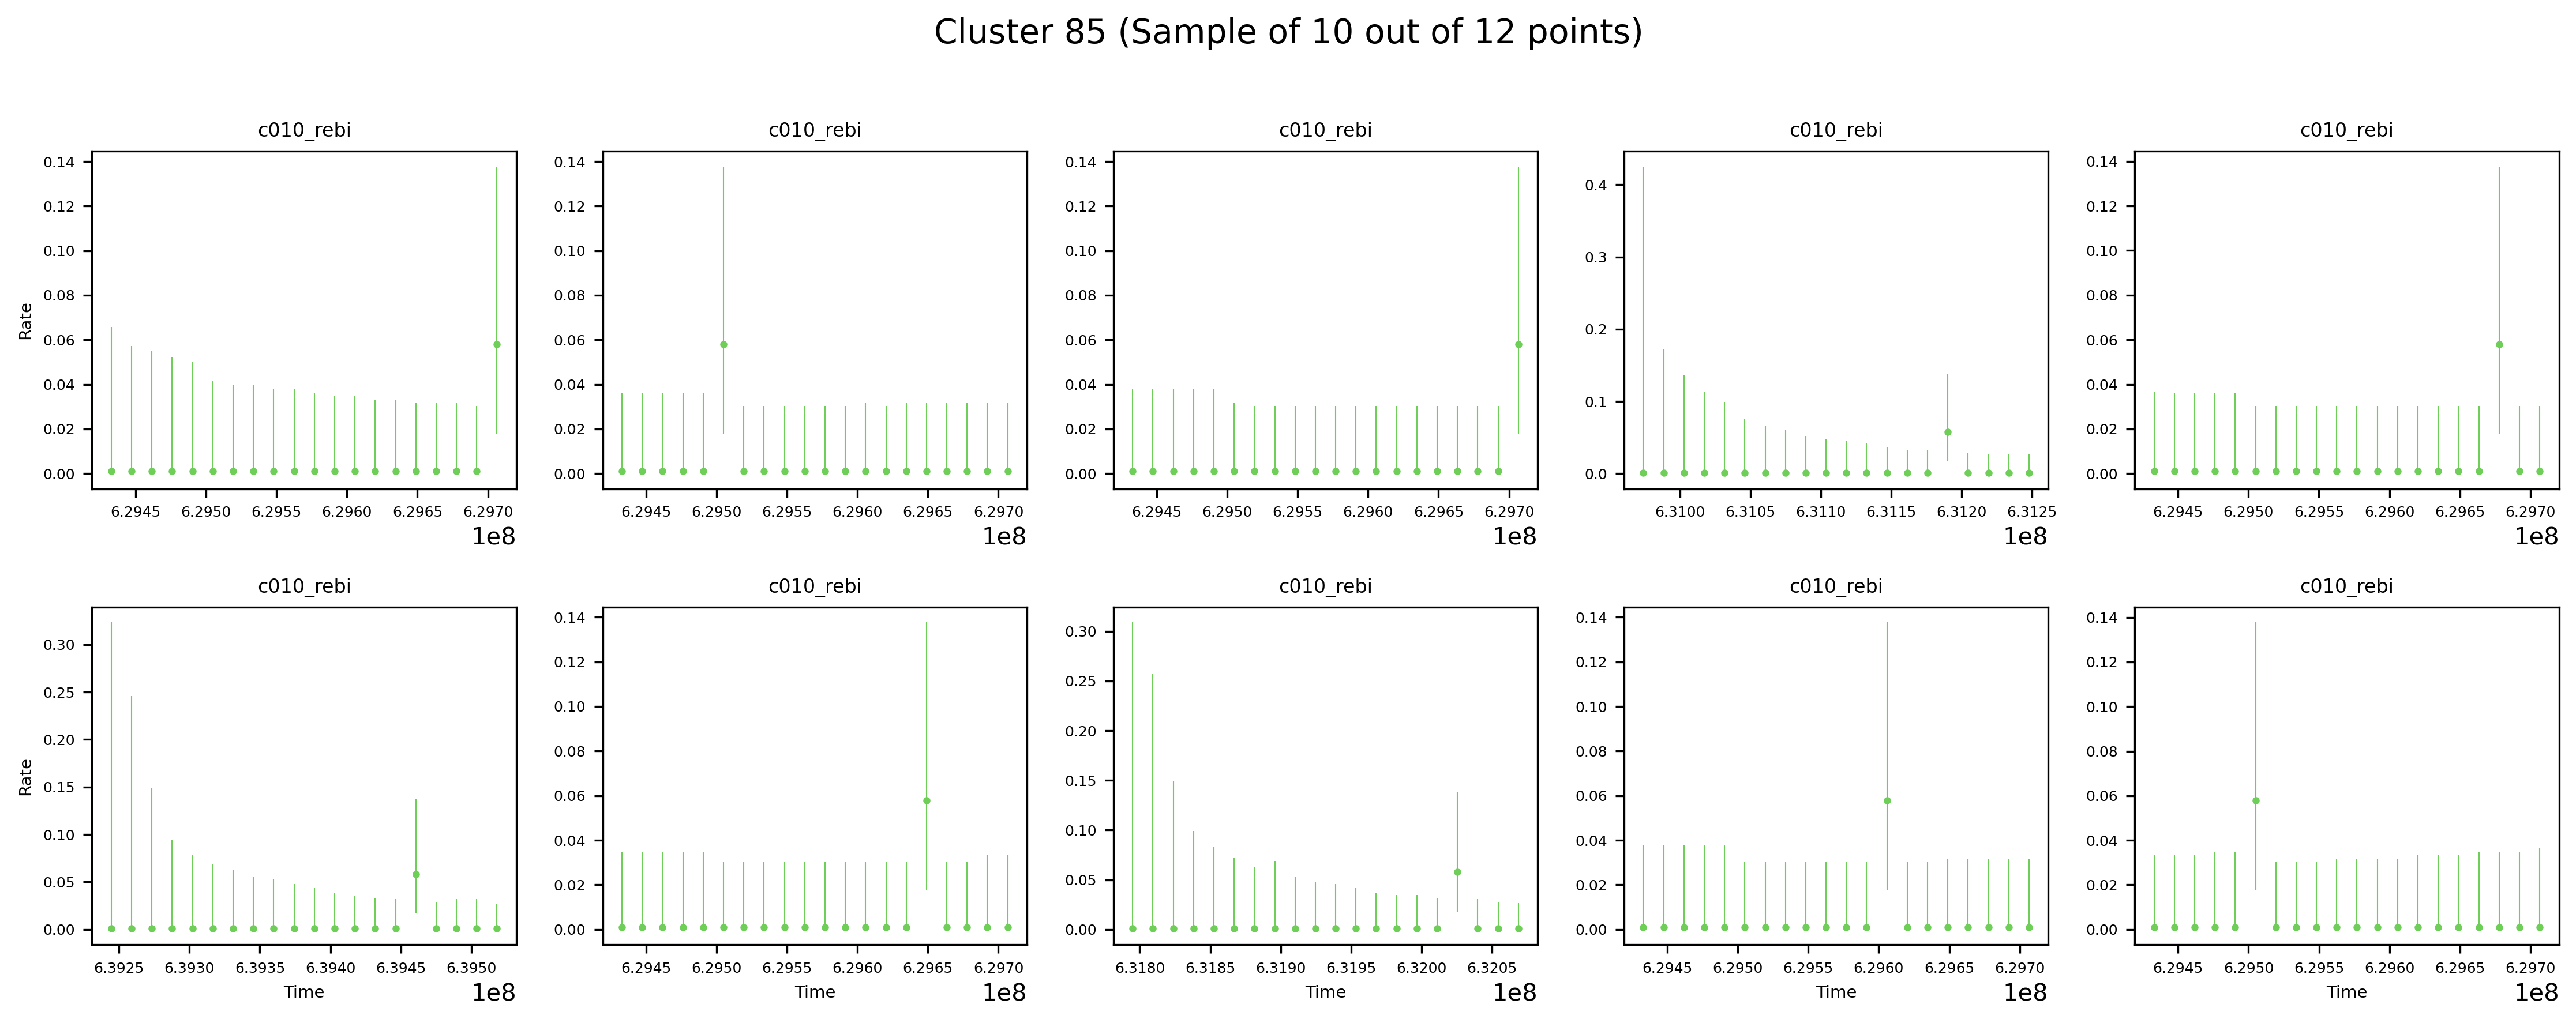 Cluster 85 (Sample of 10 out of 12 points)
c010_rebi c010_rebi c010_rebi c010_rebi c010_rebi
Rate
0.14 0.12 0.10 0.08 0.06 0.04 0.02 0.00
6.2945 6.2950 6.2955 6.2960 6.2965 6.2970
1e8
0.14 0.12 0.10 0.08 0.06 0.04 0.02 0.00
6.2945 6.2950 6.2955 6.2960 6.2965 6.2970
1e8
0.14 0.12 0.10 0.08 0.06 0.04 0.02 0.00
6.2945 6.2950 6.2955 6.2960 6.2965 6.2970
1e8
0.4 0.3 0.2 0.1 0.0
6.3100 6.3105 6.3110 6.3115 6.3120 6.3125
1e8
0.14 0.12 0.10 0.08 0.06 0.04 0.02 0.00
6.2945 6.2950 6.2955 6.2960 6.2965 6.2970
1e8
c010_rebi c010_rebi c010_rebi c010_rebi c010_rebi
Rate
0.30 0.25 0.20 0.15 0.10 0.05 0.00
6.3925 6.3930 6.3935 6.3940 6.3945 6.3950
Time
1e8
0.14 0.12 0.10 0.08 0.06 0.04 0.02 0.00
6.2945 6.2950 6.2955 6.2960 6.2965 6.2970
Time
1e8
0.30 0.25 0.20 0.15 0.10 0.05 0.00
6.3180 6.3185 6.3190 6.3195 6.3200 6.3205
Time
1e8
0.14 0.12 0.10 0.08 0.06 0.04 0.02 0.00
6.2945 6.2950 6.2955 6.2960 6.2965 6.2970
Time
1e8
0.14 0.12 0.10 0.08 0.06 0.04 0.02 0.00
6.2945 6.2950 6.2955 6.2960 6.2965 6.2970
Time
1e8